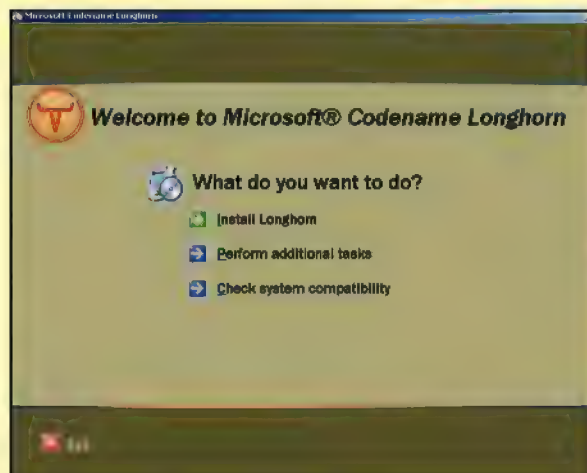 Microsoft Codename Longhorn
Welcome to Microsoft® Codename Longhorn
What do you want to do?
Install Longhorn
Perform additional tasks
Check system compatibility